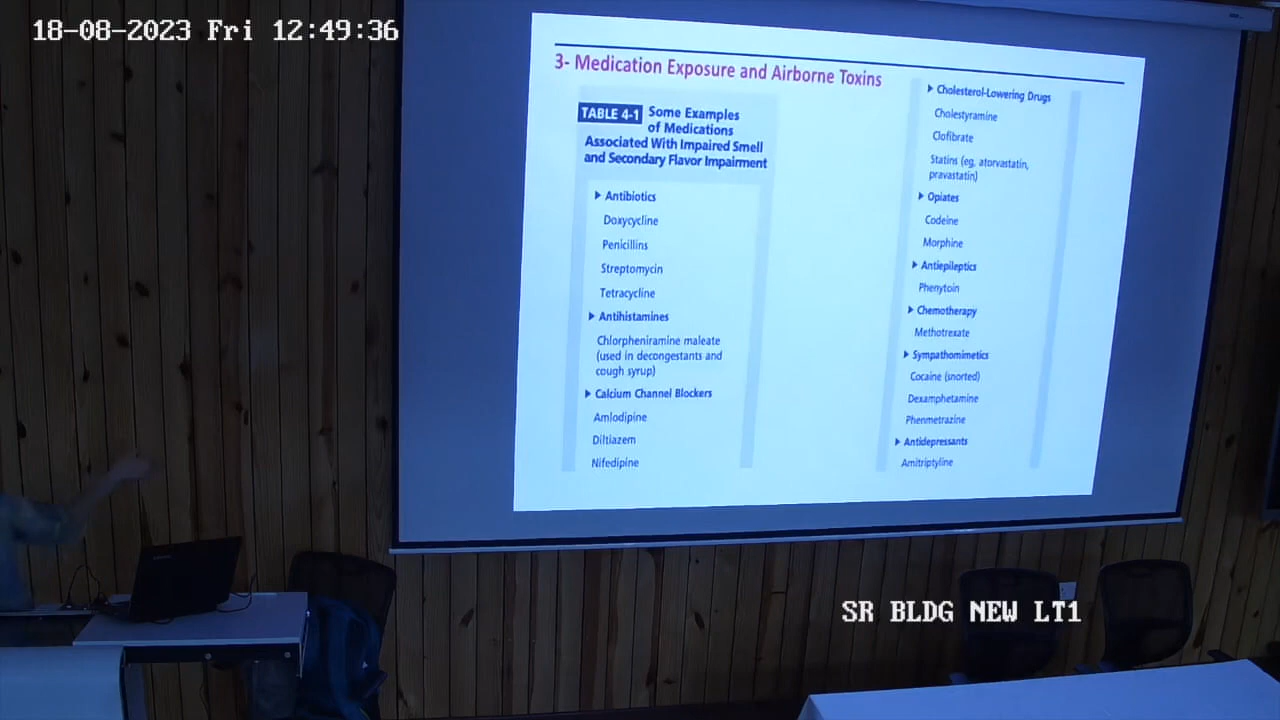 18-08-2023 Fri 12:49:36
3- Medication Exposure and Airborne Toxins
TABLE 4-1 Some Examples
of Medications
Associated With Impaired Smell
and Secondary Flavor Impairment
▶ Antibiotics
Doxycycline
Penicillins
Streptomycin
Tetracycline
▶ Antihistamines
Chlorpheniramine maleate
(used in decongestants and
cough syrup)
▶ Calcium Channel Blockers
Amlodipine
Diltiazem
Nifedipine
▶ Cholesterol-Lowering Drugs
Cholestyramine
Clofibrate
Statins (eg, atorvastatin,
pravastatin)
▶ Opiates
Codeine
Morphine
▶ Antiepileptics
Phenytoin
▶ Chemotherapy
Methotrexate
▶ Sympathomimetics
Cocaine (snorted)
Dexamphetamine
Phenmetrazine
▶ Antidepressants
Amitriptyline
SR BLDG NEW LT1